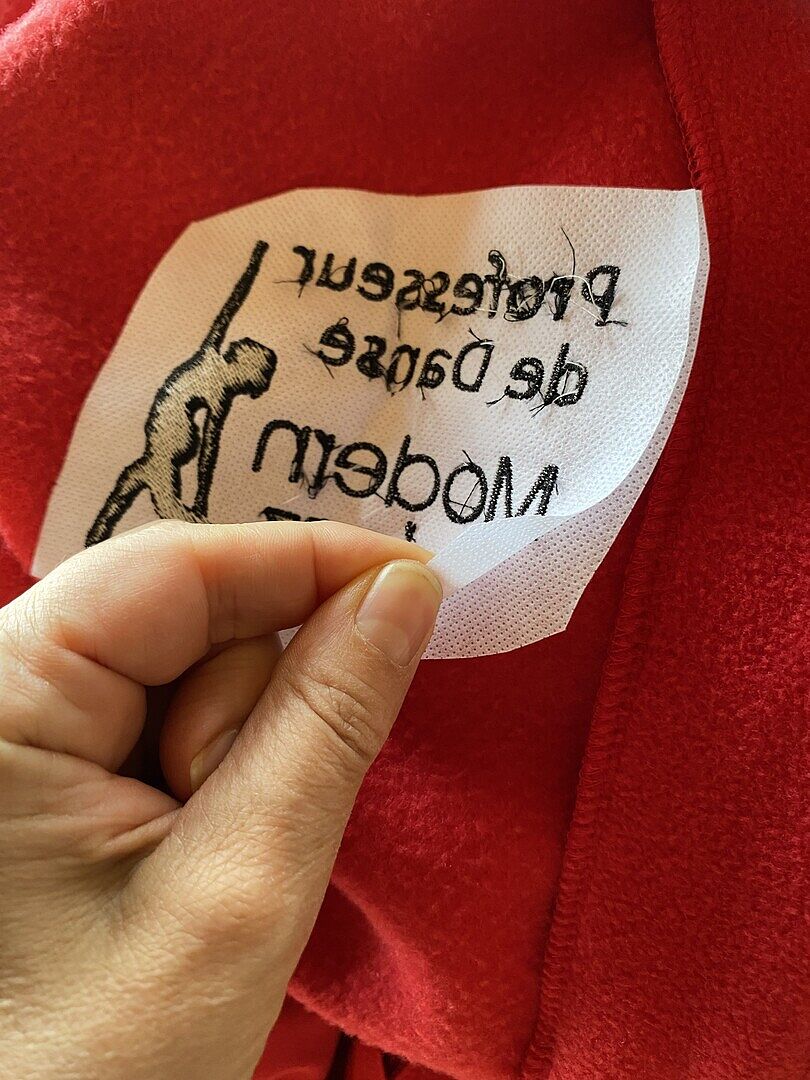 Professeur
de Danse
Modern